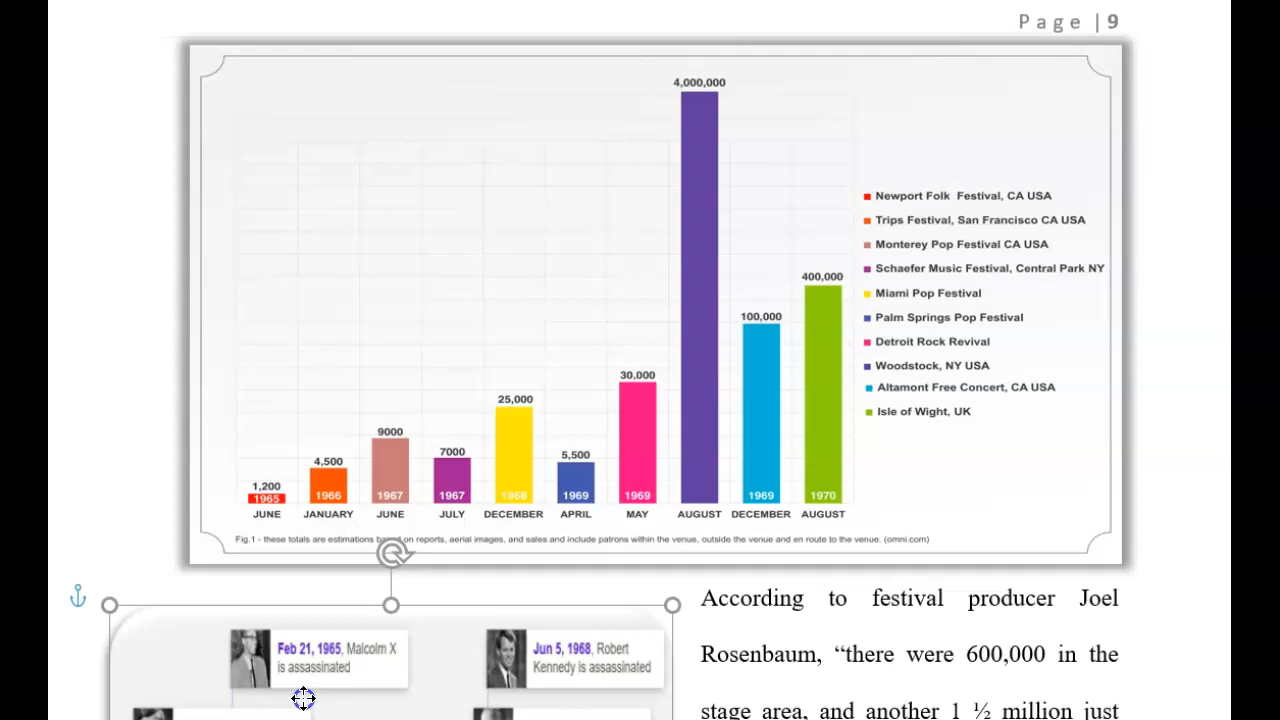 Page | 9
4,000,000
400,000
100,000
30,000
25,000
9000
7000
5,500
4,500
1,200
1965
1966
1967
1967
1968
1969
1969
1969
1970
JUNE JANUARY JUNE JULY DECEMBER APRIL MAY AUGUST DECEMBER AUGUST
Newport Folk Festival, CA USA
Trips Festival, San Francisco CA USA
Monterey Pop Festival CA USA
Schaefer Music Festival, Central Park NY
Miami Pop Festival
Palm Springs Pop Festival
Detroit Rock Revival
Woodstock, NY USA
Altamont Free Concert, CA USA
Isle of Wight, UK
Fig.1 - these totals are estimations based on reports, aerial images, and sales and include patrons within the venue, outside the venue and en route to the venue. (omni.com)
Feb 21, 1965, Malcolm X
is assassinated
Jun 5, 1968, Robert
Kennedy is assassinated
According to festival producer Joel
Rosenbaum, “there were 600,000 in the
stage area, and another 1 ½ million just